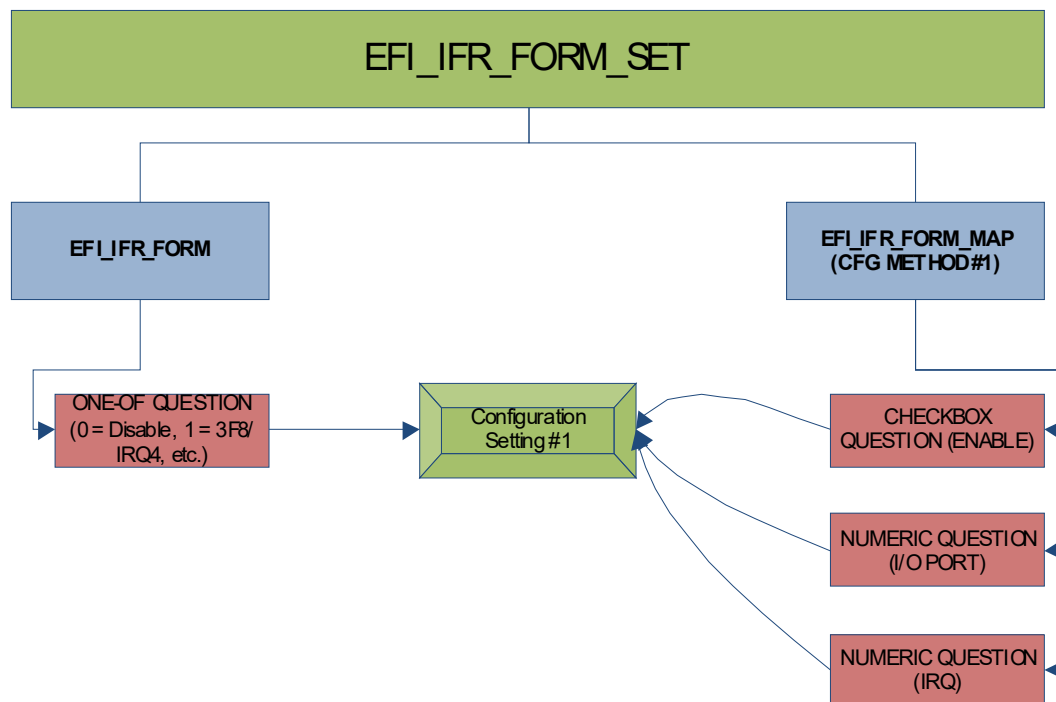 EFI_IFR_FORM_SET
EFI_IFR_FORM
EFI_IFR_FORM_MAP
(CFG METHOD #1)
ONE-OF QUESTION
(0 = Disable, 1 = 3F8/
IRQ4, etc.)
Configuration
Setting #1
CHECKBOX
QUESTION (ENABLE)
NUMERIC QUESTION
(I/O PORT)
NUMERIC QUESTION
(IRQ)